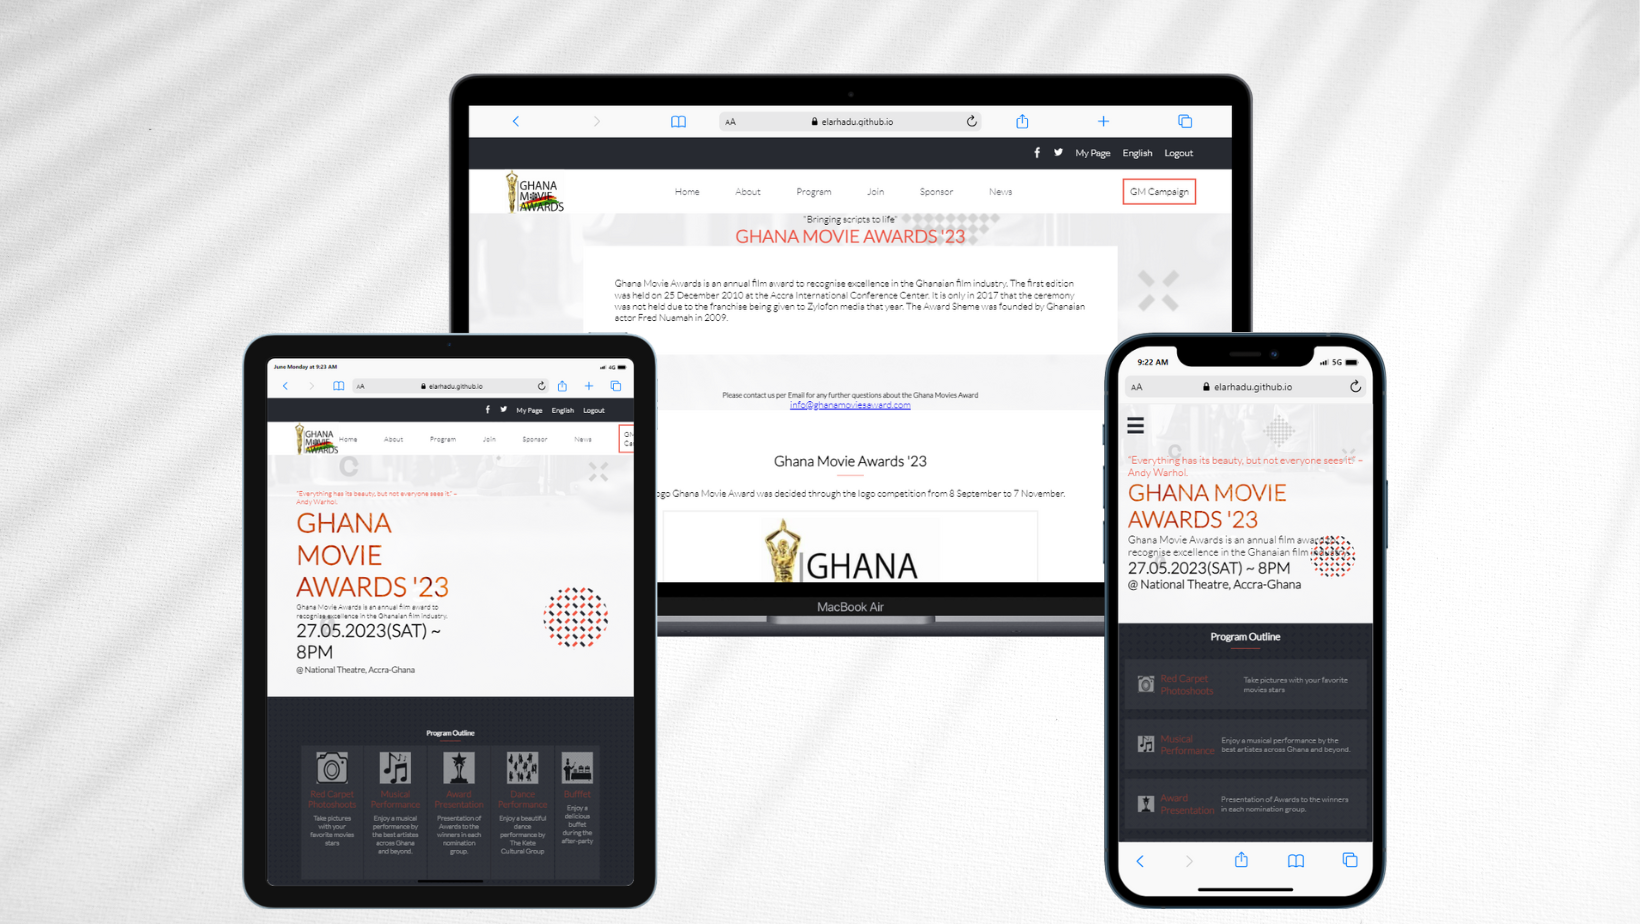 AA
elarhadu.github.io
My Page English Logout
GHANA
MOVIE
AWARDS
Home About Program Join Sponsor News
GM Campaign
"Bringing scripts to life"
GHANA MOVIE AWARDS '23
Ghana Movie Awards is an annual film award to recognise excellence in the Ghanaian film industry. The first edition
was held on 25 December 2010 at the Accra International Conference Center. It is only in 2017 that the ceremony
was not held due to the franchise being given to Zylofon media that year. The Award Sheme was founded by Ghanaian
actor Fred Nuamah in 2009.
Please contact us per Email for any further questions about the Ghana Movies Award
info@ghanamoviesaward.com
Ghana Movie Awards '23
ogo Ghana Movie Award was decided through the logo competition from 8 September to 7 November.
GHANA
MacBook Air
June Monday at 9:23 AM
4G
AA
elarhadu.github.io
My Page English Logout
GHANA
MOVIE
AWARDS
Home About Program Join Sponsor News
C
"Everything has its beauty, but not everyone sees it." ~
Andy Warhol.
GHANA
MOVIE
AWARDS '23
Ghana Movie Awards is an annual film award to
recognise excellence in the Ghanaian film industry.
27.05.2023(SAT) ~
8PM
@ National Theatre, Accra-Ghana
Program Outline
Red Carpet
Photoshoots
Take pictures
with your
favorite movies
stars
Musical
Performance
Enjoy a musical
performance by
the best artistes
across Ghana
and beyond.
Award
Presentation
Presentation of
Awards to the
winners in each
nomination
group.
Dance
Performance
Enjoy a beautiful
dance
performance by
The Kete
Cultural Group
Buffet
Enjoy a
delicious
buffet
during the
after-party
9:22 AM
5G
AA
elarhadu.github.io
C
"Everything has its beauty, but not everyone sees it." ~
Andy Warhol.
GHANA MOVIE
AWARDS '23
Ghana Movie Awards is an annual film award to
recognise excellence in the Ghanaian film industry.
27.05.2023(SAT) ~ 8PM
@ National Theatre, Accra-Ghana
Program Outline
Red Carpet
Photoshoots
Take pictures with your favorite
movies stars
Musical
Performance
Enjoy a musical performance by the
best artistes across Ghana and beyond.
Award
Presentation
Presentation of Awards to the winners
in each nomination group.